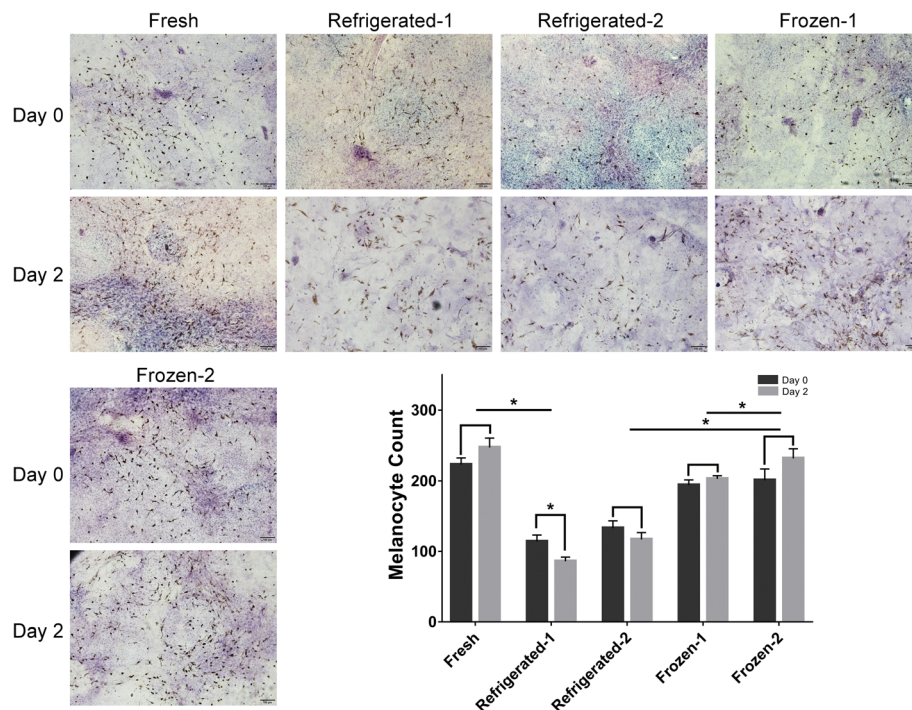 Fresh Refrigerated-1 Refrigerated-2 Frozen-1
Day 0
Day 2
Frozen-2
Day 0
Day 2
Day 0
Day 2
Melanocyte Count
300
200
100
0
*
*
*
*
Fresh
Refrigerated-1
Refrigerated-2
Frozen-1
Frozen-2